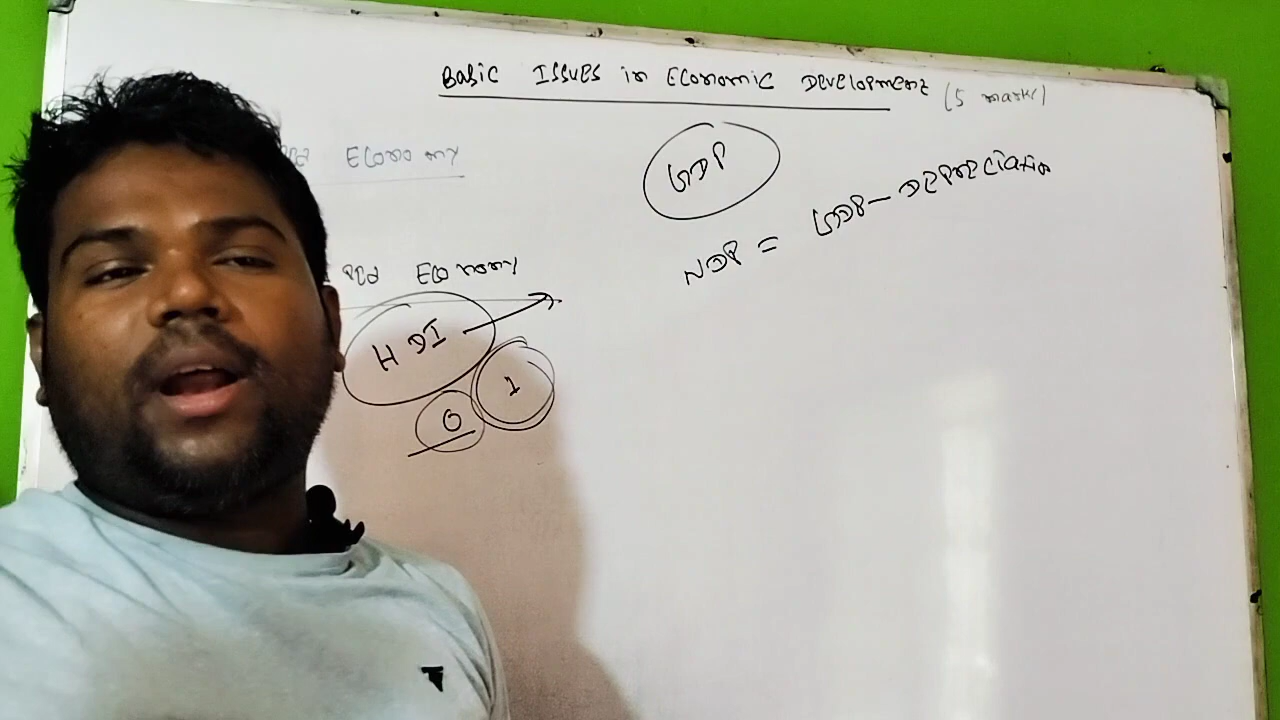 Basic Issues in Economic Development (5 marks)
Economy
GDP
NDP = GDP - Depreciation
Economy
HDI
0
1